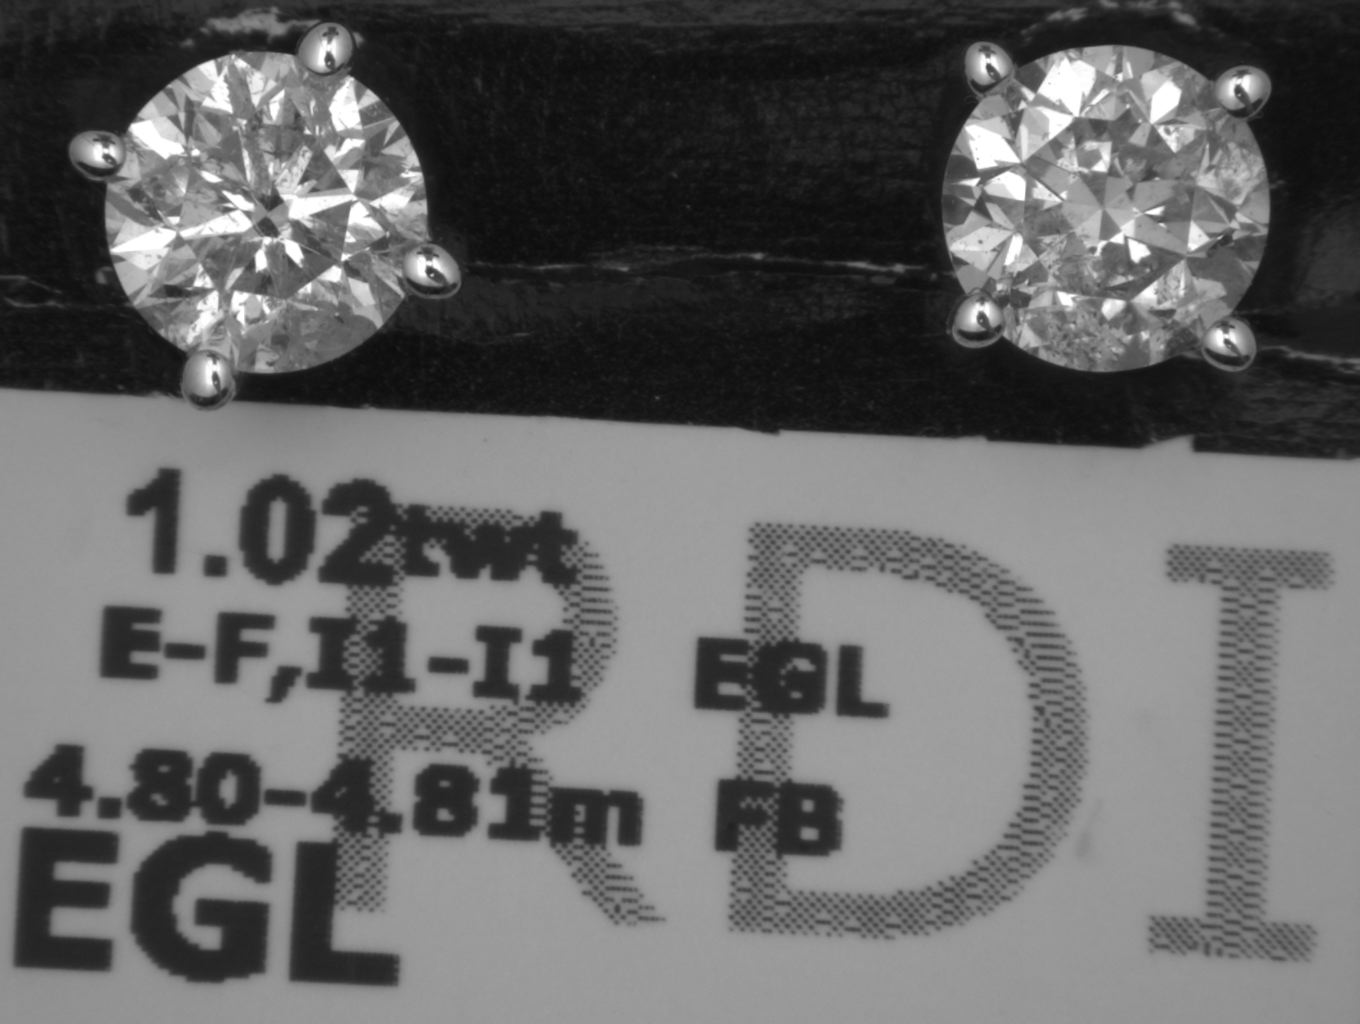 1.02twt
E-F,I1-I1 EGL
4.80-4.81m FB
EGL
RDI